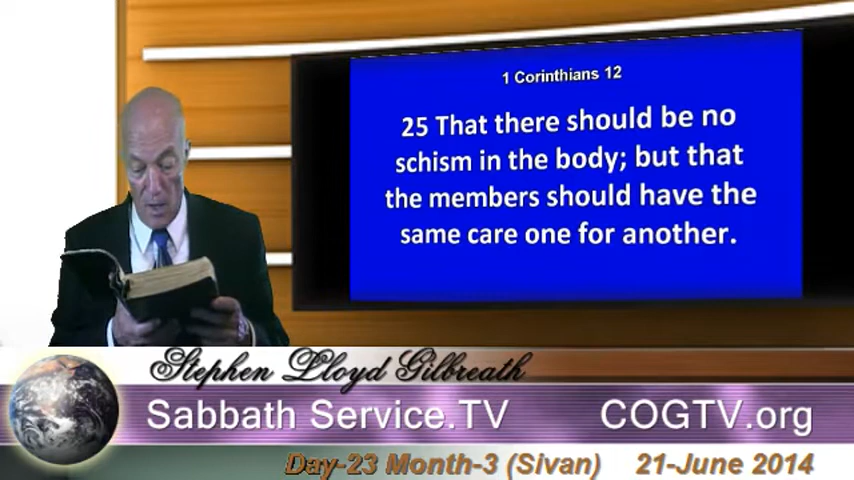 1 Corinthians 12
25 That there should be no
schism in the body; but that
the members should have the
same care one for another.
Stephen Lloyd Gilbreath
Sabbath Service.TV COGTV.org
Day-23 Month-3 (Sivan) 21-June 2014